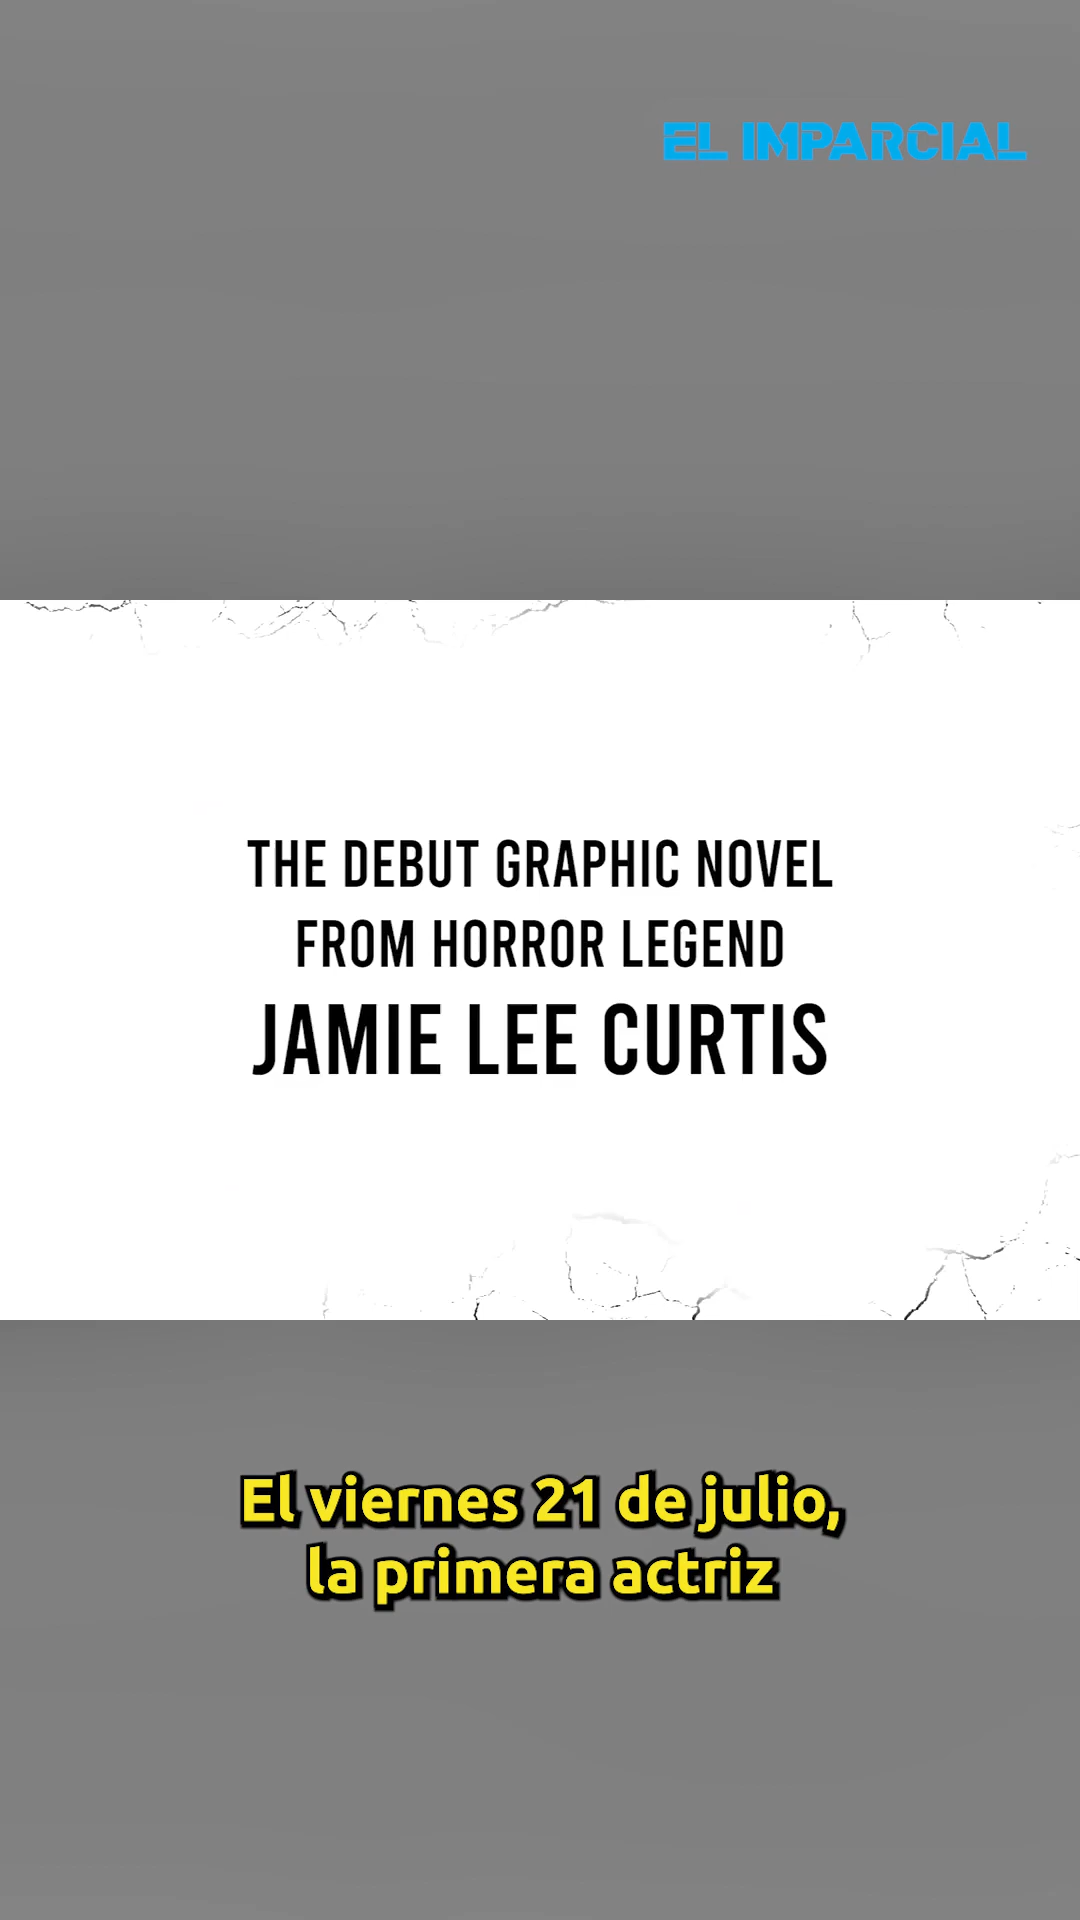 EL IMPARCIAL
THE DEBUT GRAPHIC NOVEL
FROM HORROR LEGEND
JAMIE LEE CURTIS
El viernes 21 de julio,
la primera actriz